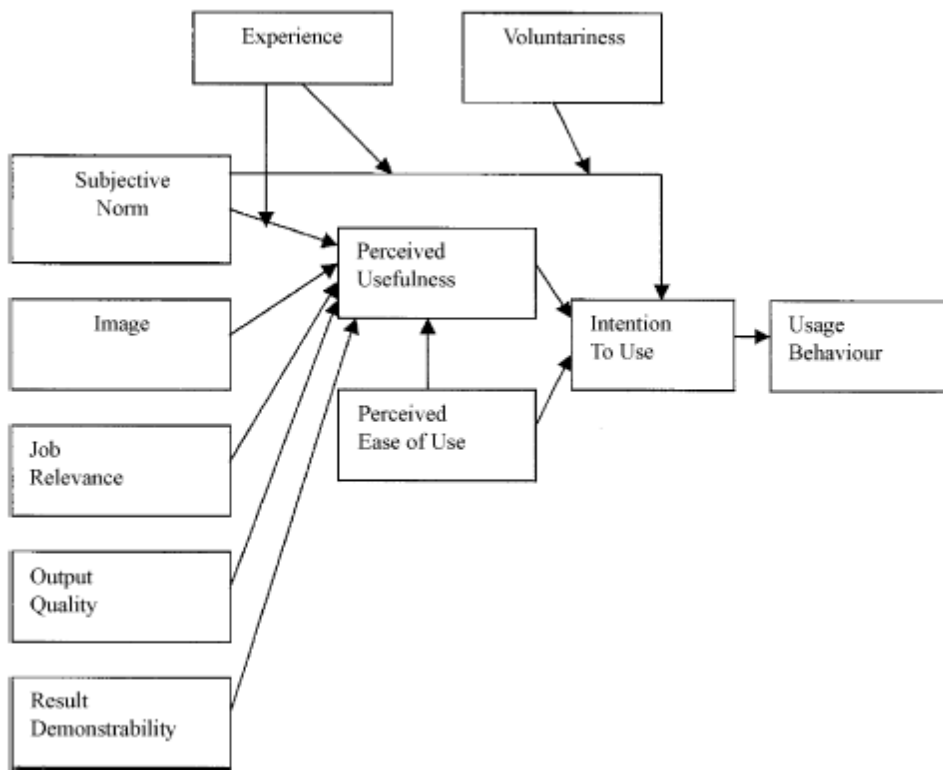 Experience
Voluntariness
Subjective
Norm
Perceived
Usefulness
Image
Intention
To Use
Usage
Behaviour
Perceived
Ease of Use
Job
Relevance
Output
Quality
Result
Demonstrability